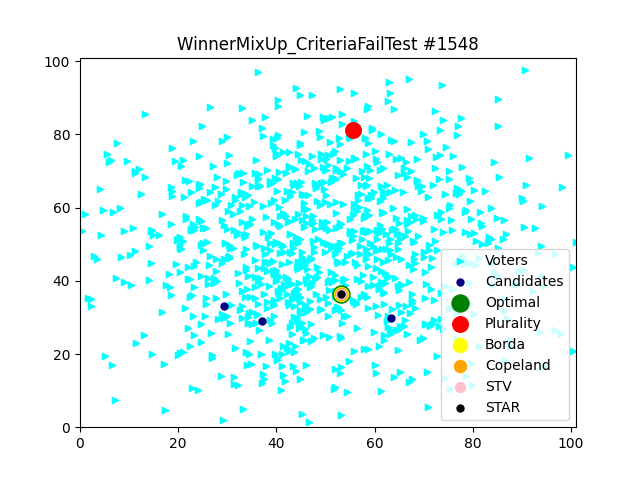 WinnerMixUp_CriteriaFailTest #1548
100
80
60
40
20
0
0
20
40
60
80
100
Voters
Candidates
Optimal
Plurality
Borda
Copeland
STV
STAR